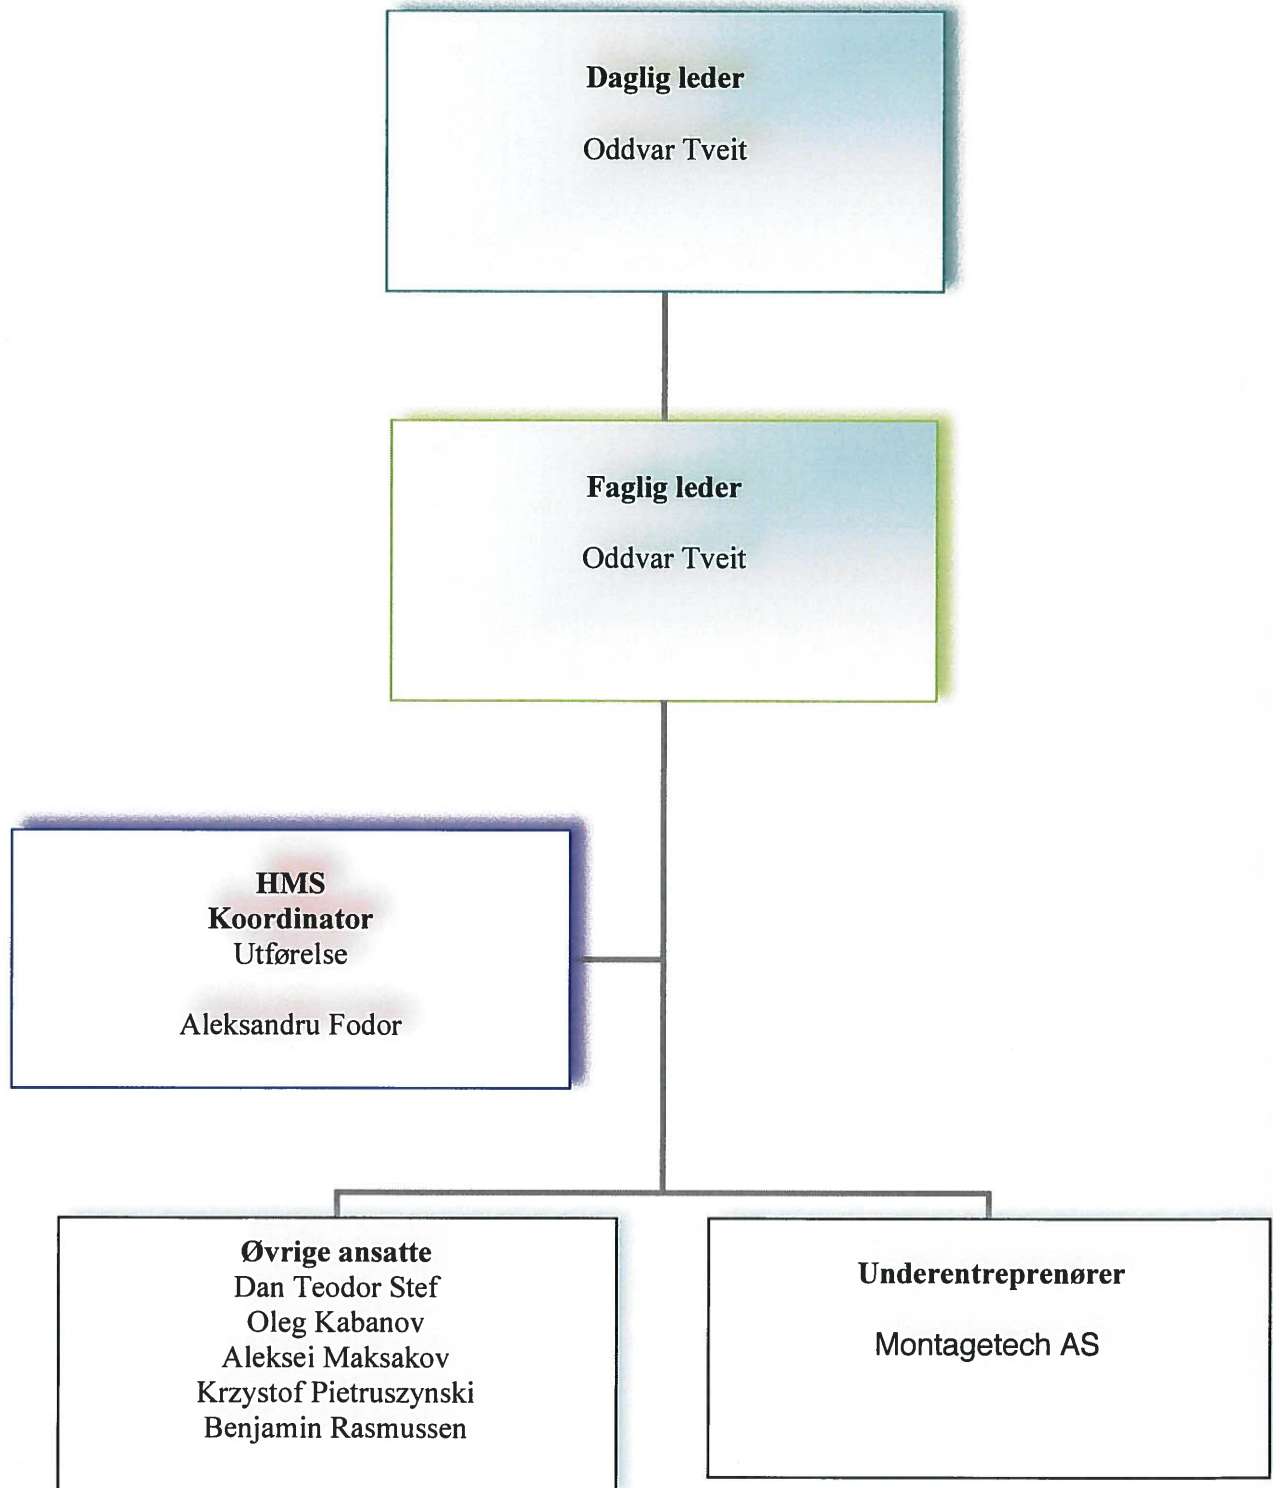 Daglig leder
Oddvar Tveit
Faglig leder
Oddvar Tveit
HMS
Koordinator
Utførelse
Aleksandru Fodor
Øvrige ansatte
Dan Teodor Stef
Oleg Kabanov
Aleksei Maksakov
Krzystof Pietruszynski
Benjamin Rasmussen
Underentreprenører
Montagetech AS